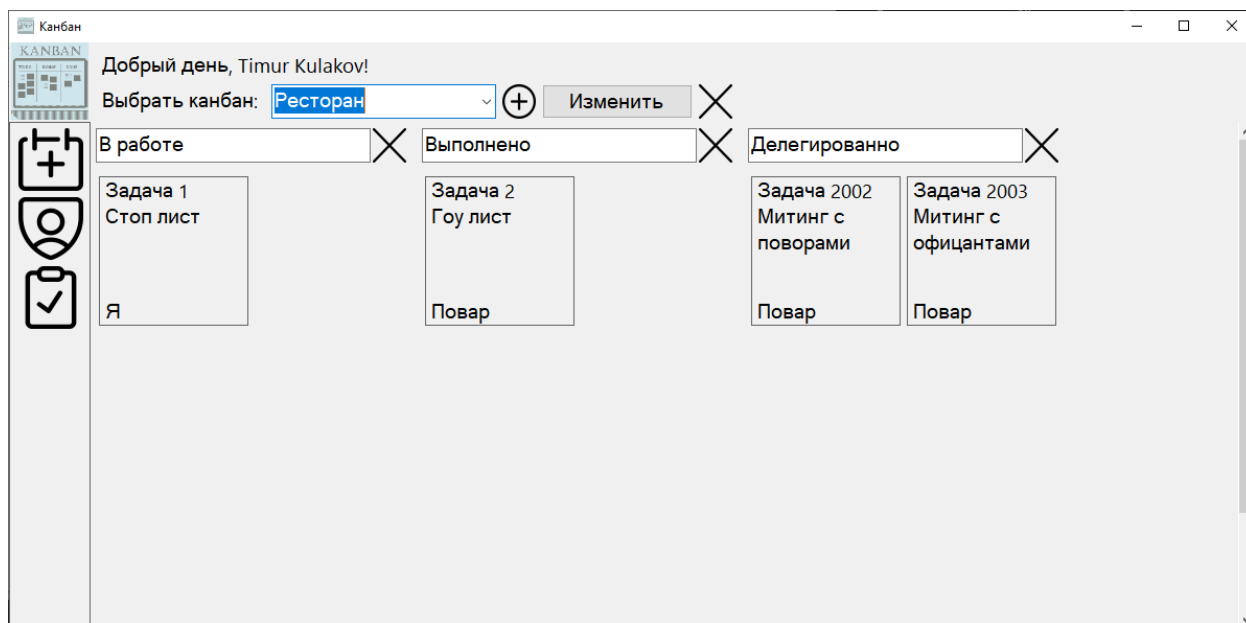 Канбан
KANBAN
Добрый день, Timur Kulakov!
Выбрать канбан: Ресторан Изменить
В работе
Выполнено
Делегированно
Задача 1
Стоп лист
Я
Задача 2
Гоу лист
Повар
Задача 2002
Митинг с
поворами
Повар
Задача 2003
Митинг с
официантами
Повар